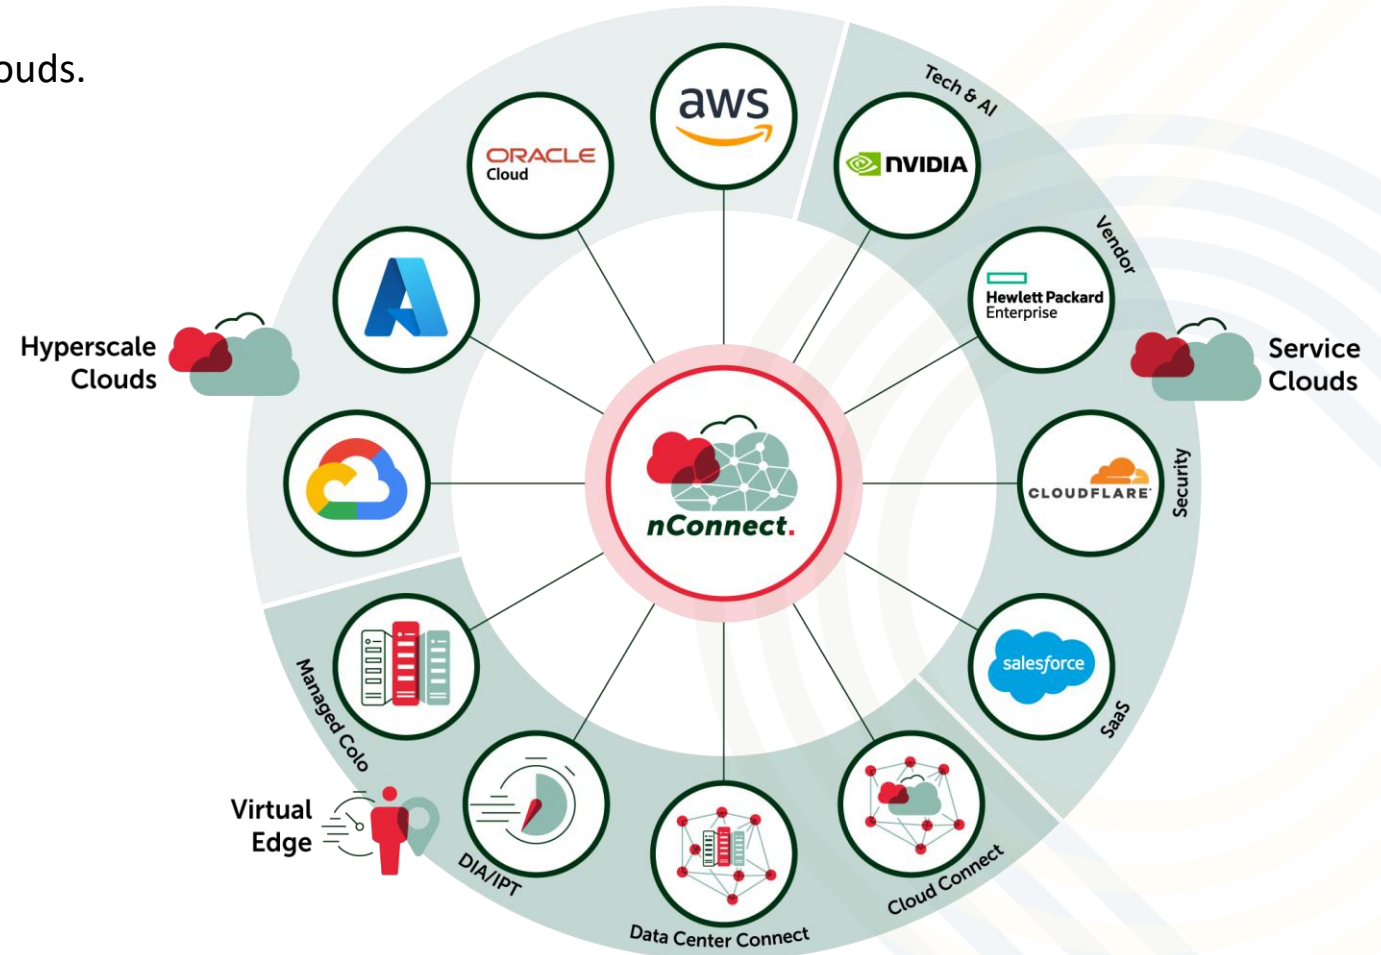 ouds.
aws
ORACLE
Cloud
Tech & AI
nVIDIA
Vendor
Hewlett Packard
Enterprise
Hyperscale
Clouds
Service
Clouds
nConnect.
CLOUDFLARE
Security
salesforce
SaaS
Managed Colo
Virtual
Edge
DIA/IPT
Data Center Connect
Cloud Connect